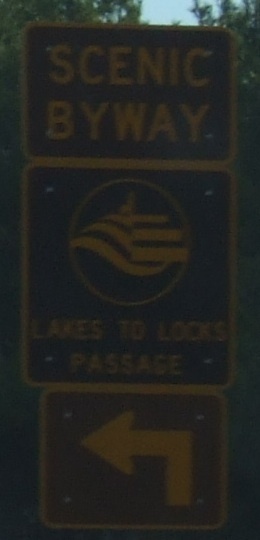 SCENIC
BYWAY
LAKES TO LOCKS
PASSAGE